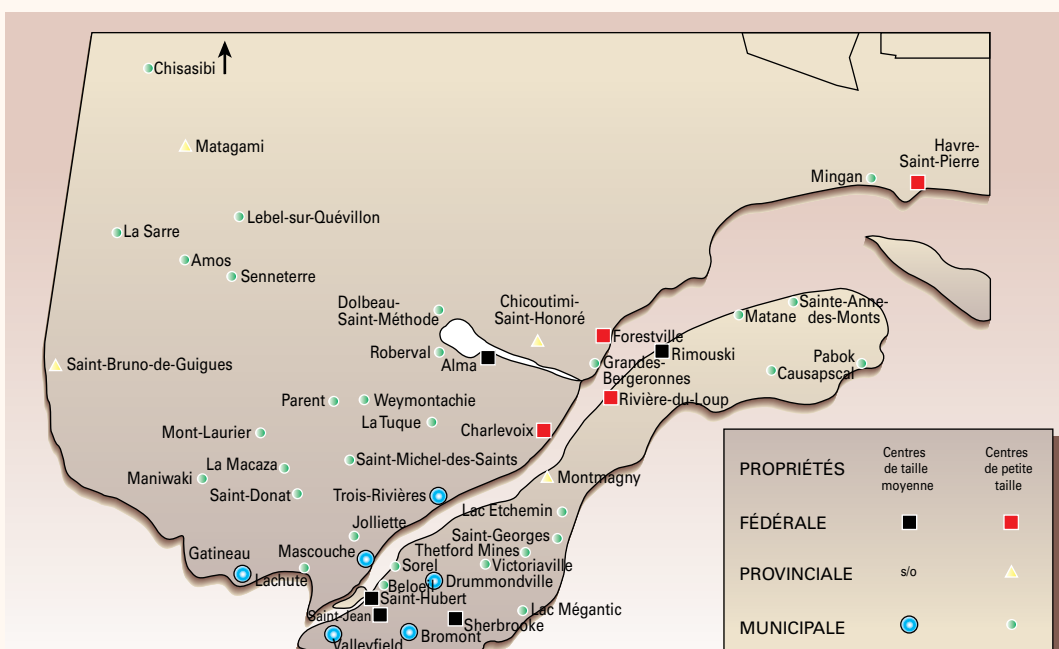 Chisasibi
Matagami
Havre-
Saint-Pierre
Mingan
Lebel-sur-Quévillon
La Sarre
Amos
Senneterre
Dolbeau-
Saint-Méthode
Chicoutimi-
Saint-Honoré
Sainte-Anne-
des-Monts
Matane
Forestville
Roberval
Alma
Rimouski
Grandes-
Bergeronnes
Pabok
Causapscal
Saint-Bruno-de-Guigues
Parent
Weymontachie
Rivière-du-Loup
La Tuque
Charlevoix
Mont-Laurier
La Macaza
Saint-Michel-des-Saints
Maniwaki
Saint-Donat
Trois-Rivières
Montmagny
Lac Etchemin
Jolliette
Saint-Georges
Gatineau
Mascouche
Thetford Mines
Sorel
Victoriaville
Lachute
Beloeil
Drummondville
Saint-Hubert
Saint-Jean
Sherbrooke
Lac Mégantic
Bromont
Valleyfield
PROPRIÉTÉS
Centres
de taille
moyenne
Centres
de petite
taille
FÉDÉRALE
PROVINCIALE
s/o
MUNICIPALE